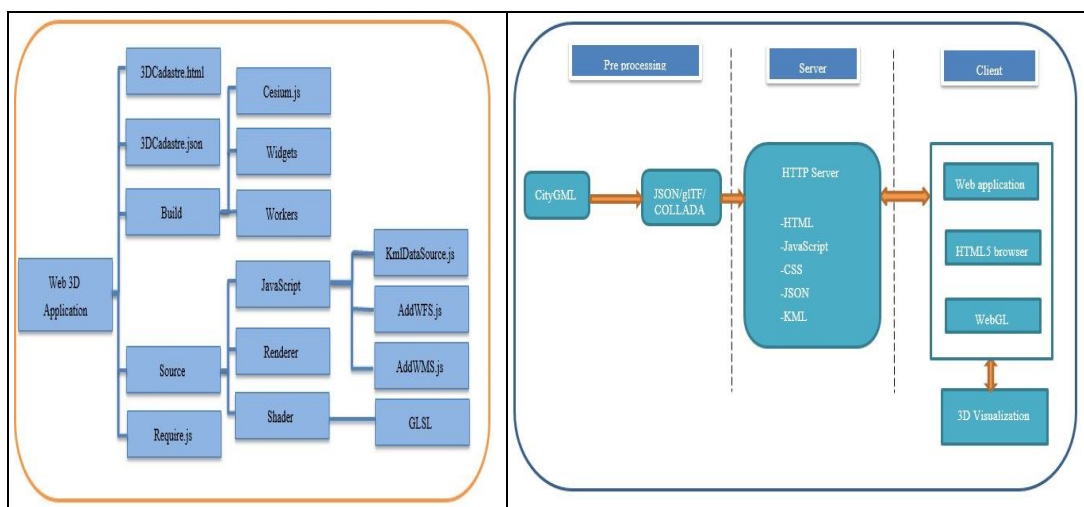 3DCadastre.html
3DCadastre.json
Build
Cesium.js
Widgets
Workers
Web 3D
Application
Source
Require.js
JavaScript
Renderer
Shader
KmlDataSource.js
AddWFS.js
AddWMS.js
GLSL
Pre processing
Server
Client
CityGML
JSON/glTF/
COLLADA
HTTP Server
-HTML
-JavaScript
-CSS
-JSON
-KML
Web application
HTML5 browser
WebGL
3D Visualization